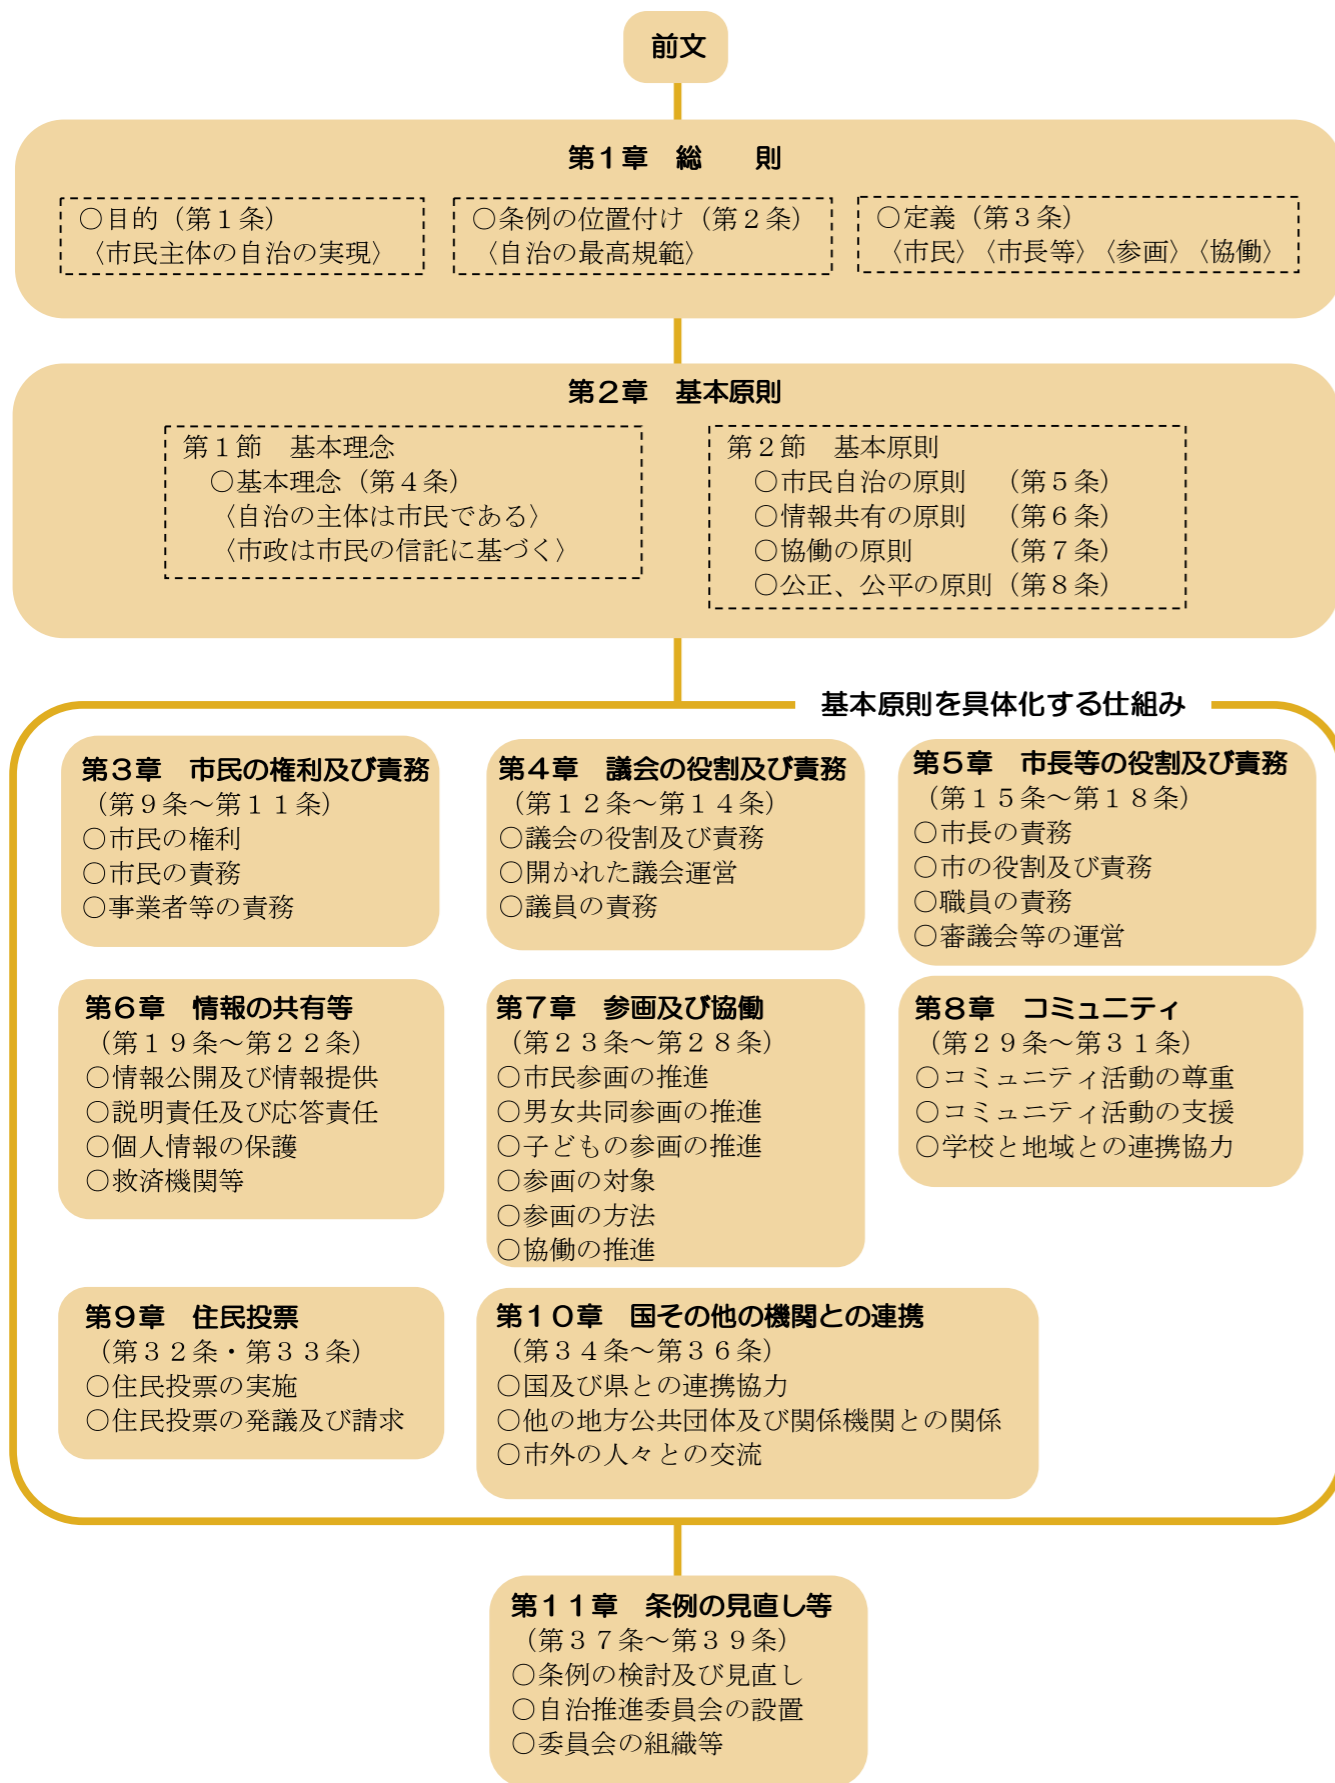 前文
第１章　総　　則
○目的（第１条）
〈市民主体の自治の実現〉
○条例の位置付け（第２条）
〈自治の最高規範〉
○定義（第３条）
〈市民〉〈市長等〉〈参画〉〈協働〉
第２章　基本原則
第１節　基本理念
○基本理念（第４条）
〈自治の主体は市民である〉
〈市政は市民の信託に基づく〉
第２節　基本原則
○市民自治の原則　（第５条）
○情報共有の原則　（第６条）
○協働の原則　　　（第７条）
○公正、公平の原則（第８条）
基本原則を具体化する仕組み
第３章　市民の権利及び責務
（第９条～第１１条）
○市民の権利
○市民の責務
○事業者等の責務
第４章　議会の役割及び責務
（第１２条～第１４条）
○議会の役割及び責務
○開かれた議会運営
○議員の責務
第５章　市長等の役割及び責務
（第１５条～第１８条）
○市長の責務
○市の役割及び責務
○職員の責務
○審議会等の運営
第６章　情報の共有等
（第１９条～第２２条）
○情報公開及び情報提供
○説明責任及び応答責任
○個人情報の保護
○救済機関等
第７章　参画及び協働
（第２３条～第２８条）
○市民参画の推進
○男女共同参画の推進
○子どもの参画の推進
○参画の対象
○参画の方法
○協働の推進
第８章　コミュニティ
（第２９条～第３１条）
○コミュニティ活動の尊重
○コミュニティ活動の支援
○学校と地域との連携協力
第９章　住民投票
（第３２条・第３３条）
○住民投票の実施
○住民投票の発議及び請求
第１０章　国その他の機関との連携
（第３４条～第３６条）
○国及び県との連携協力
○他の地方公共団体及び関係機関との関係
○市外の人々との交流
第１１章　条例の見直し等
（第３７条～第３９条）
○条例の検討及び見直し
○自治推進委員会の設置
○委員会の組織等